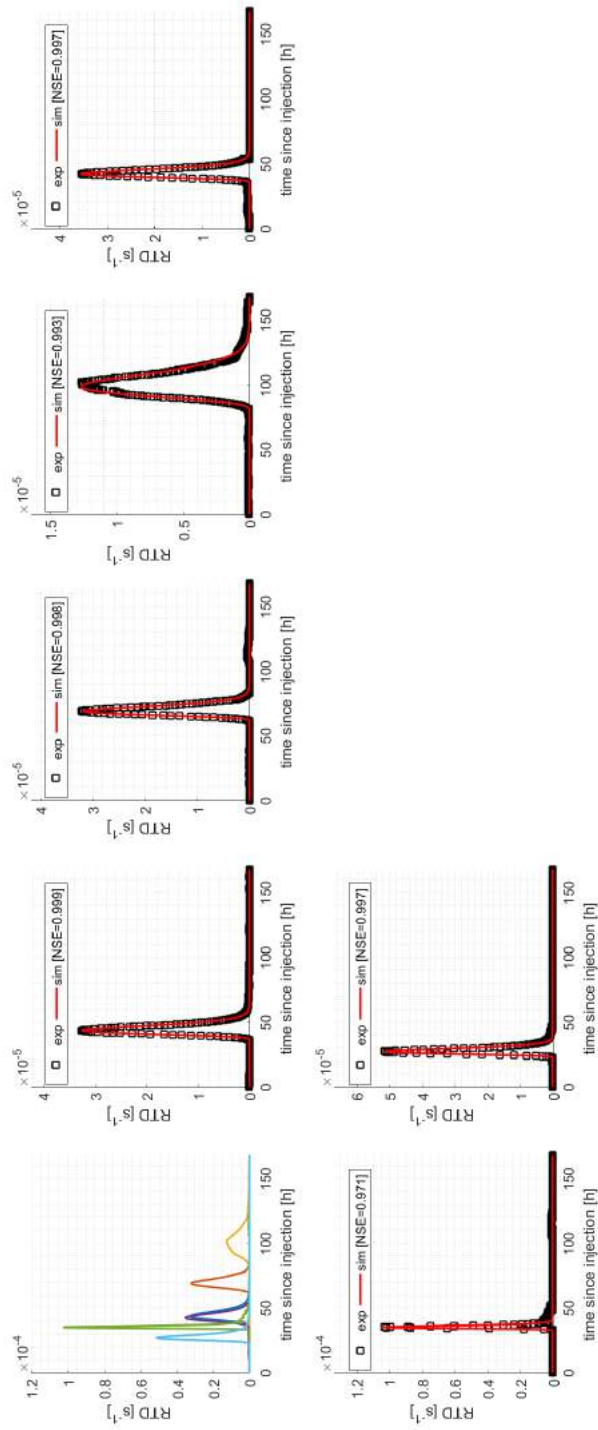 ×10⁻⁴
1.2
1
0.8
0.6
0.4
0.2
0
RTD [s⁻¹]
0 50 100 150
time since injection [h]
×10⁻⁵
4
3
2
1
0
RTD [s⁻¹]
exp sim [NSE=0.999]
0 50 100 150
time since injection [h]
×10⁻⁵
4
3
2
1
0
RTD [s⁻¹]
exp sim [NSE=0.998]
0 50 100 150
time since injection [h]
×10⁻⁵
1.5
1
0.5
0
RTD [s⁻¹]
exp sim [NSE=0.993]
0 50 100 150
time since injection [h]
×10⁻⁵
4
3
2
1
0
RTD [s⁻¹]
exp sim [NSE=0.997]
0 50 100 150
time since injection [h]
×10⁻⁴
1.2
1
0.8
0.6
0.4
0.2
0
RTD [s⁻¹]
exp sim [NSE=0.971]
0 50 100 150
time since injection [h]
×10⁻⁵
6
5
4
3
2
1
0
RTD [s⁻¹]
exp sim [NSE=0.997]
0 50 100 150
time since injection [h]